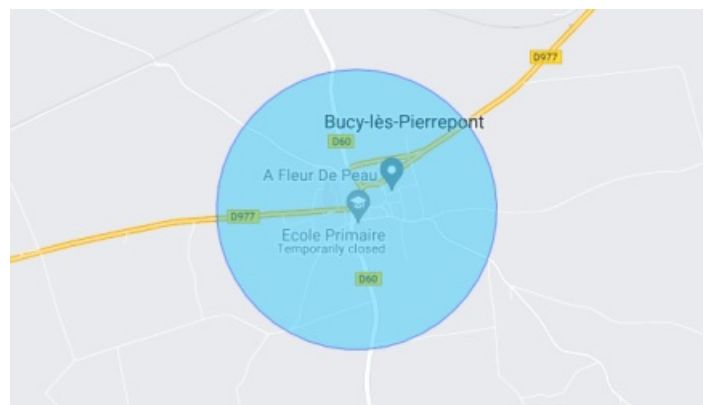 D977
Bucy-lès-Pierrepont
D60
A Fleur De Peau
D977
Ecole Primaire
Temporarily closed
D60